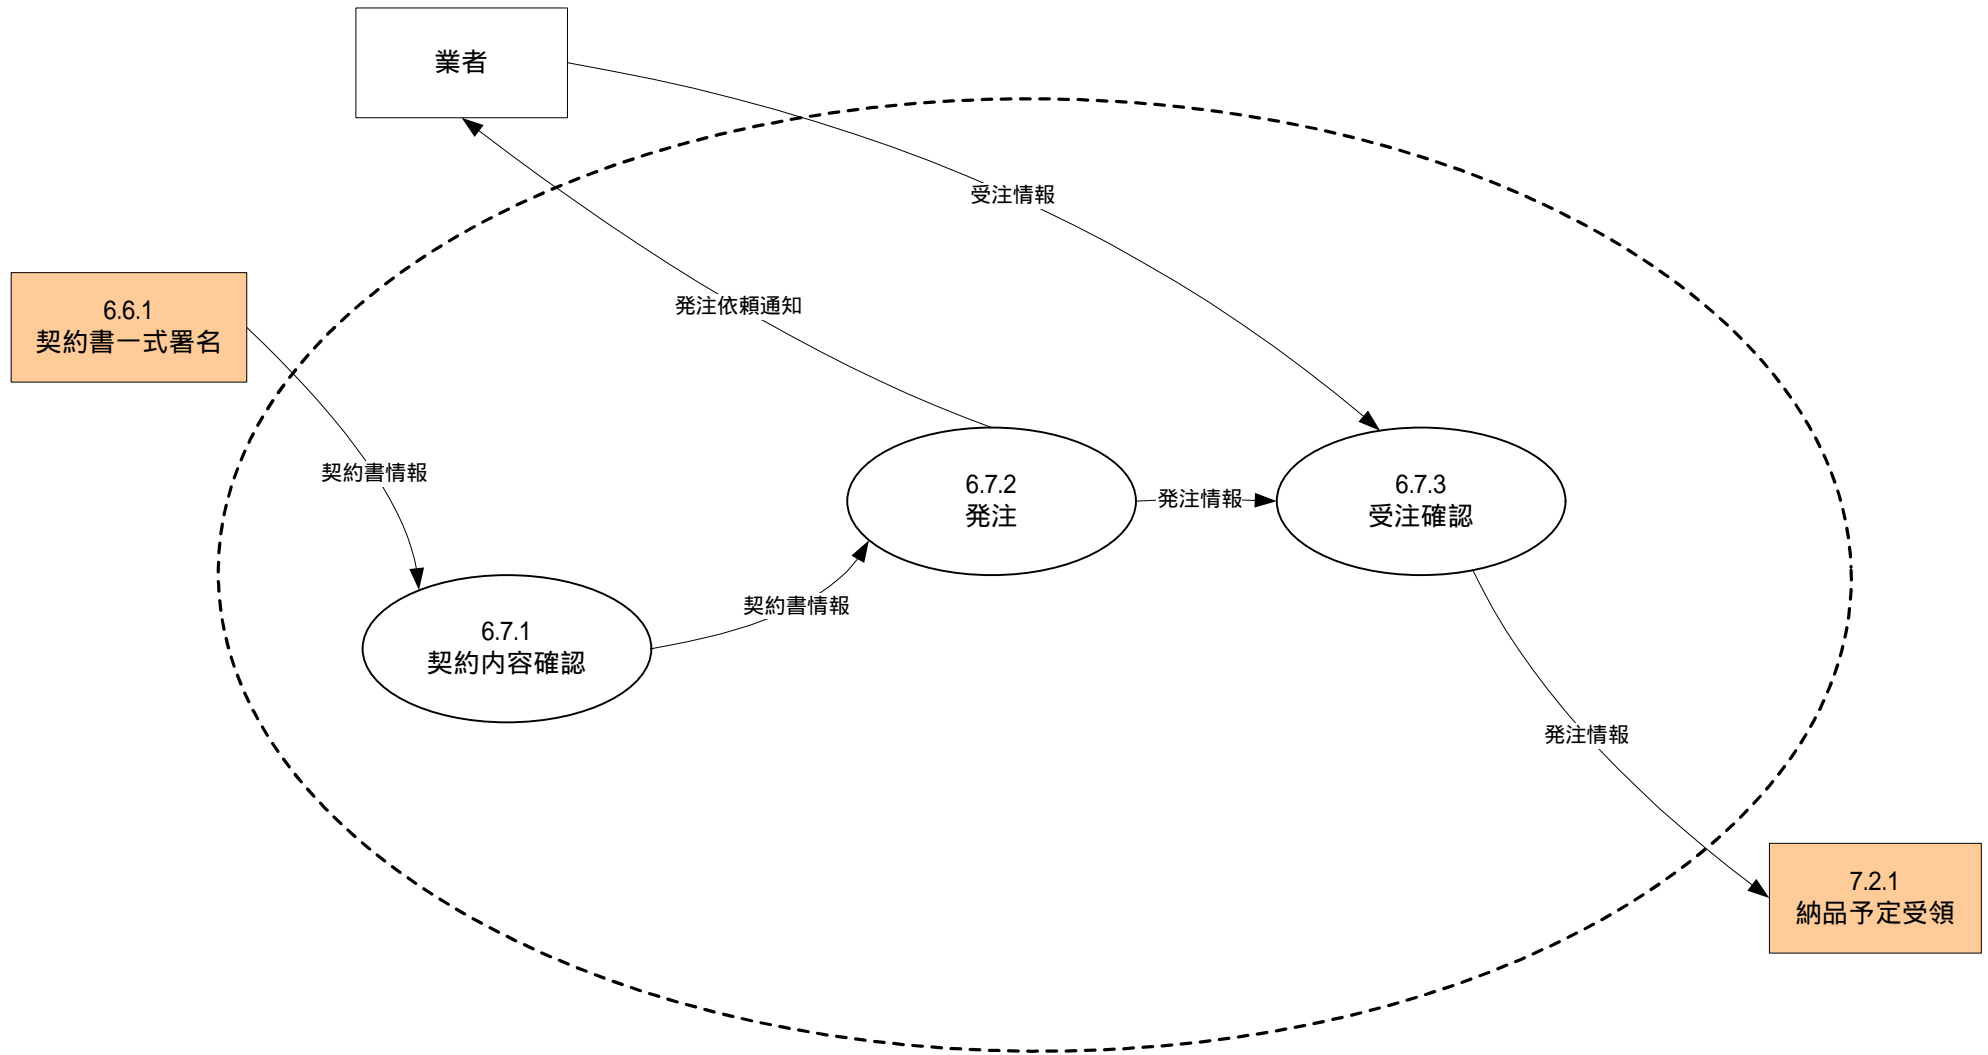 業者
受注情報
発注依頼通知
6.6.1
契約書一式署名
契約書情報
6.7.2
発注
発注情報
6.7.3
受注確認
契約書情報
6.7.1
契約内容確認
発注情報
7.2.1
納品予定受領